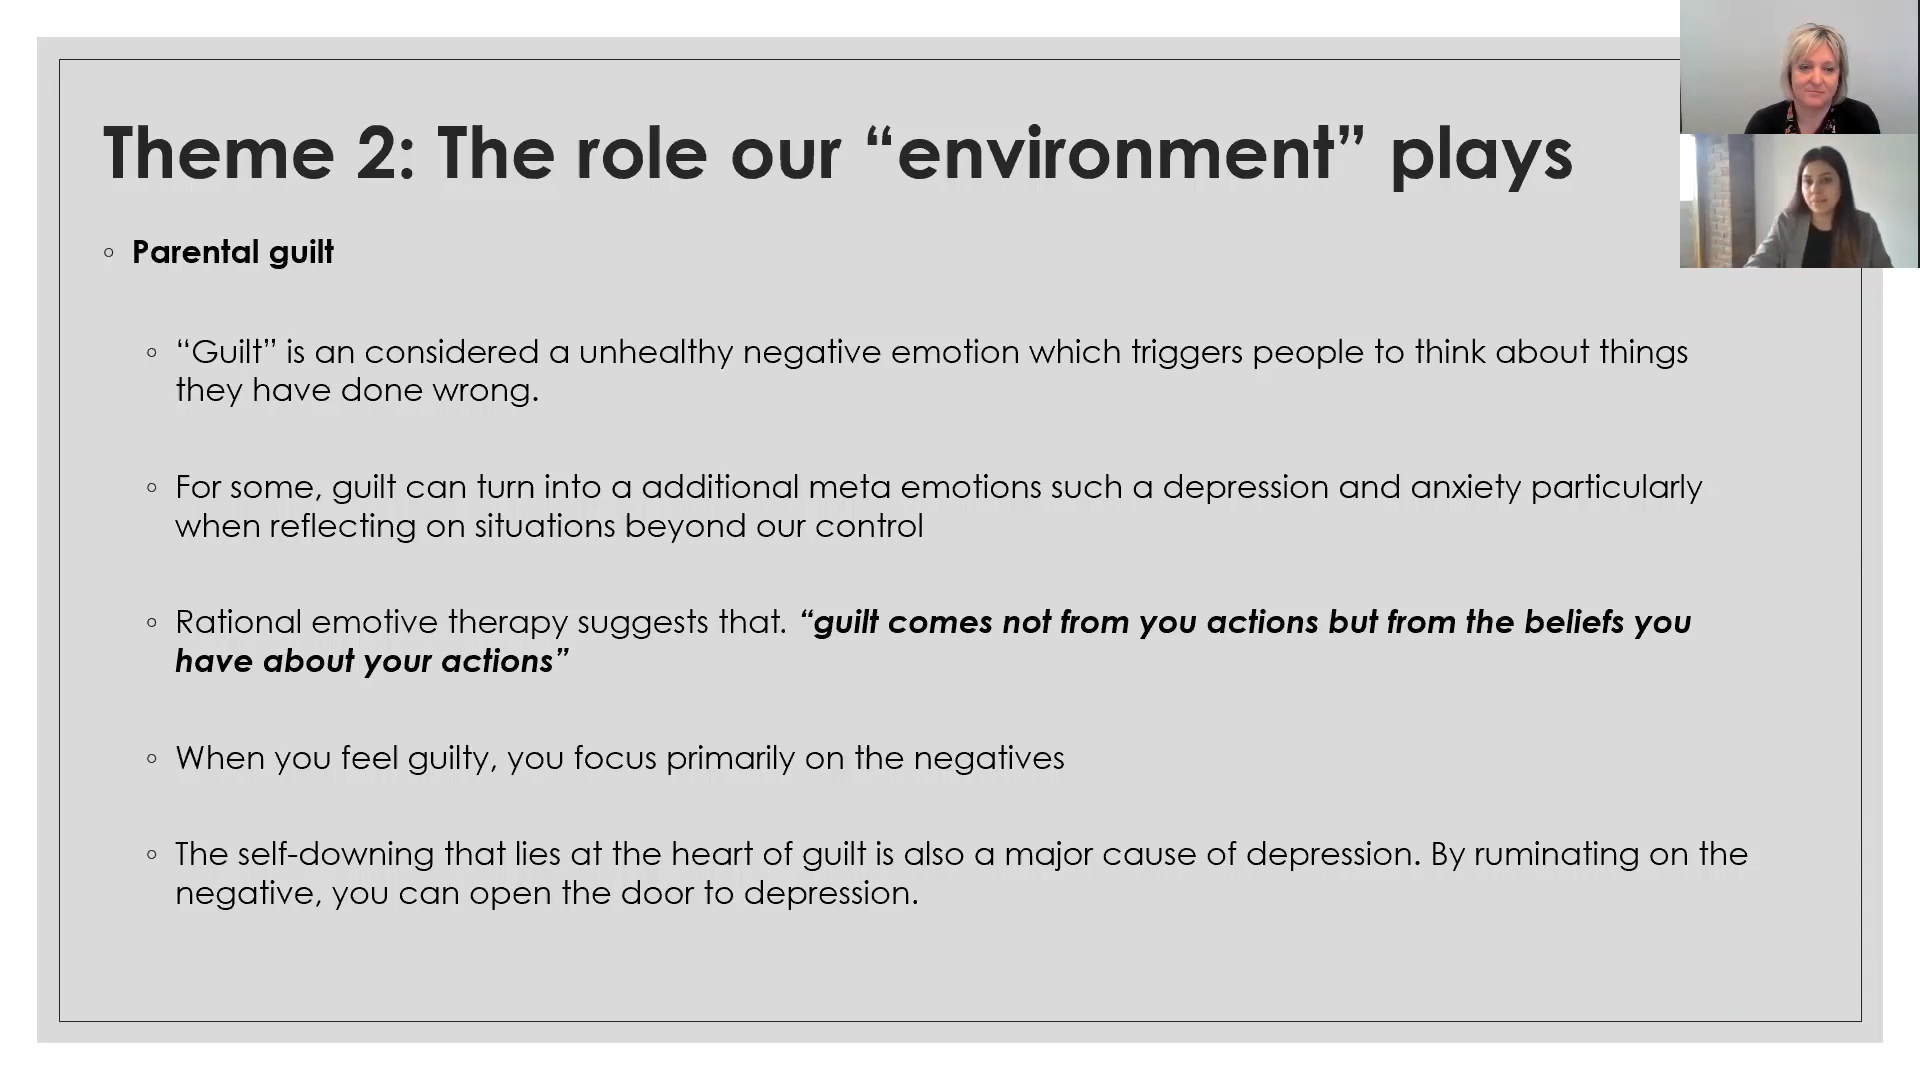 Theme 2: The role our “environment” plays
◦ Parental guilt
◦ “Guilt” is an considered a unhealthy negative emotion which triggers people to think about things
they have done wrong.
◦ For some, guilt can turn into a additional meta emotions such a depression and anxiety particularly
when reflecting on situations beyond our control
◦ Rational emotive therapy suggests that. “guilt comes not from you actions but from the beliefs you
have about your actions”
◦ When you feel guilty, you focus primarily on the negatives
◦ The self-downing that lies at the heart of guilt is also a major cause of depression. By ruminating on the
negative, you can open the door to depression.